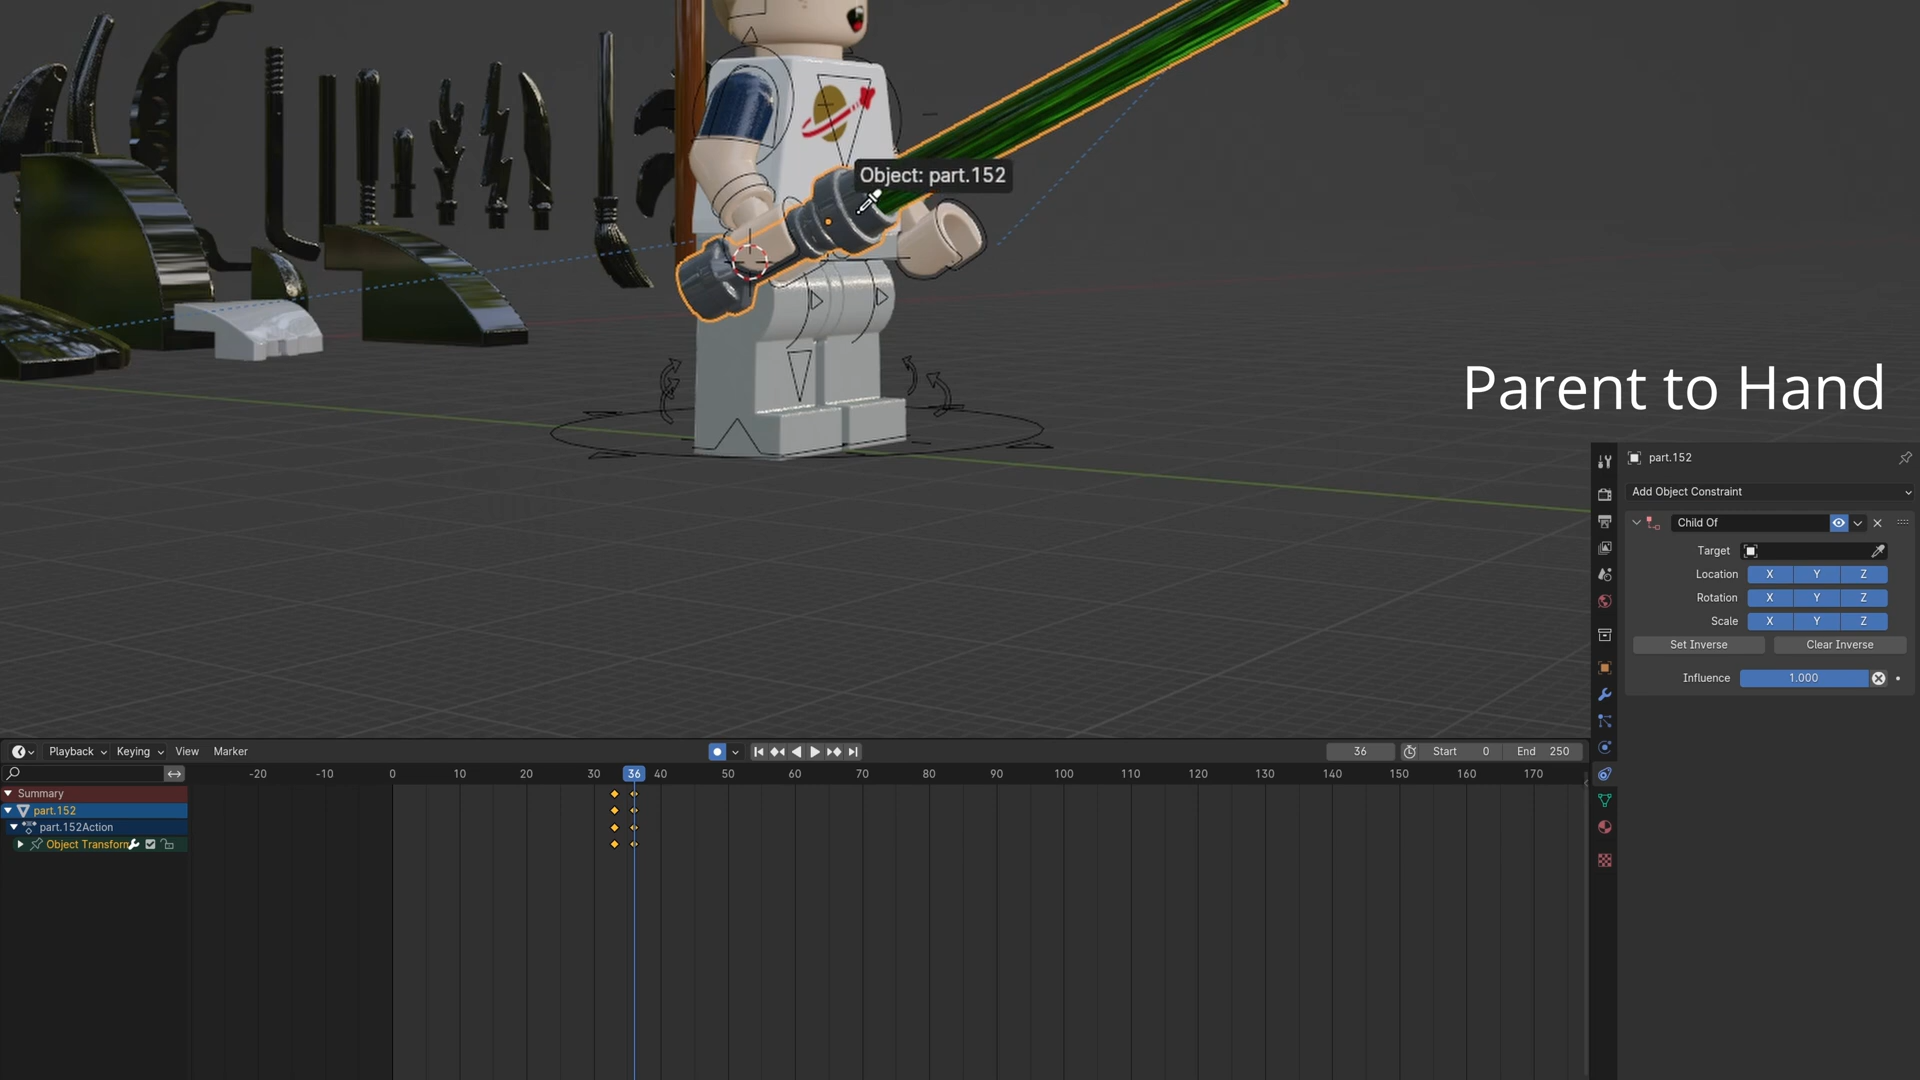 Object: part.152
Parent to Hand
part.152
Add Object Constraint
Child Of
Target
Location X Y Z
Rotation X Y Z
Scale X Y Z
Set Inverse Clear Inverse
Influence 1.000
Playback Keying View Marker 36 Start 0 End 250
-20 -10 0 10 20 30 36 40 50 60 70 80 90 100 110 120 130 140 150 160 170
Summary
part.152
part.152Action
Object Transforn